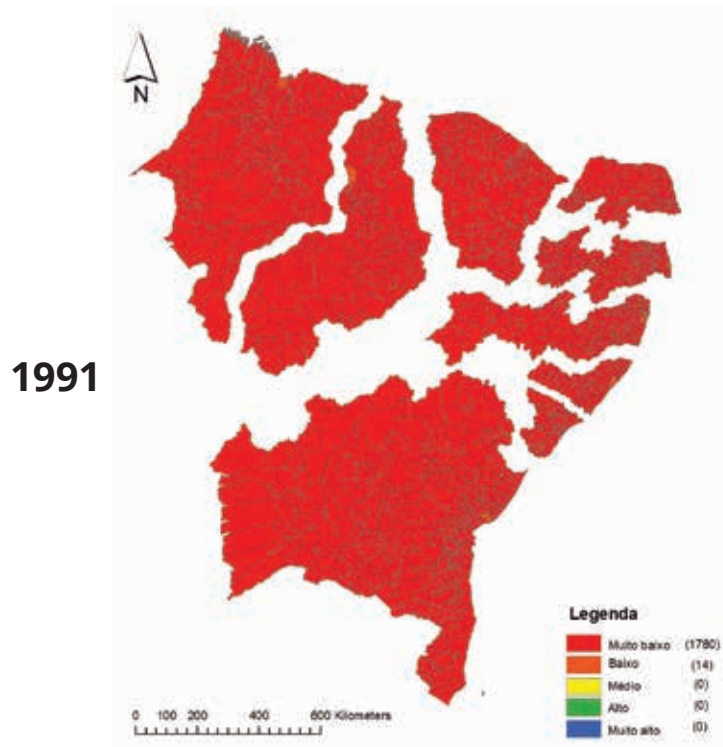 N
1991
Legenda
Muito baixo (1780)
Baixo (14)
Médio (0)
Alto (0)
Muito alto (0)
0 100 200 400 600 Kilometers